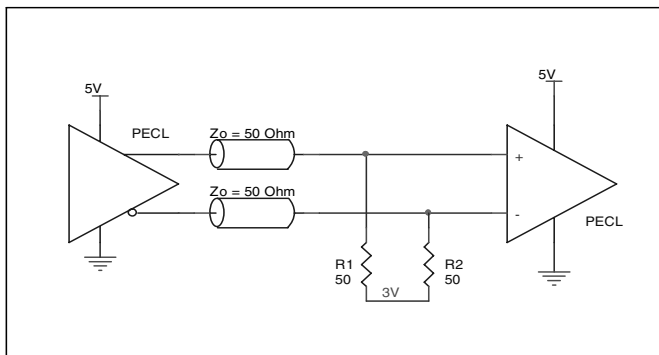 5V
5V
PECL
Zo = 50 Ohm
+
Zo = 50 Ohm
-
PECL
R1
50
R2
50
3V